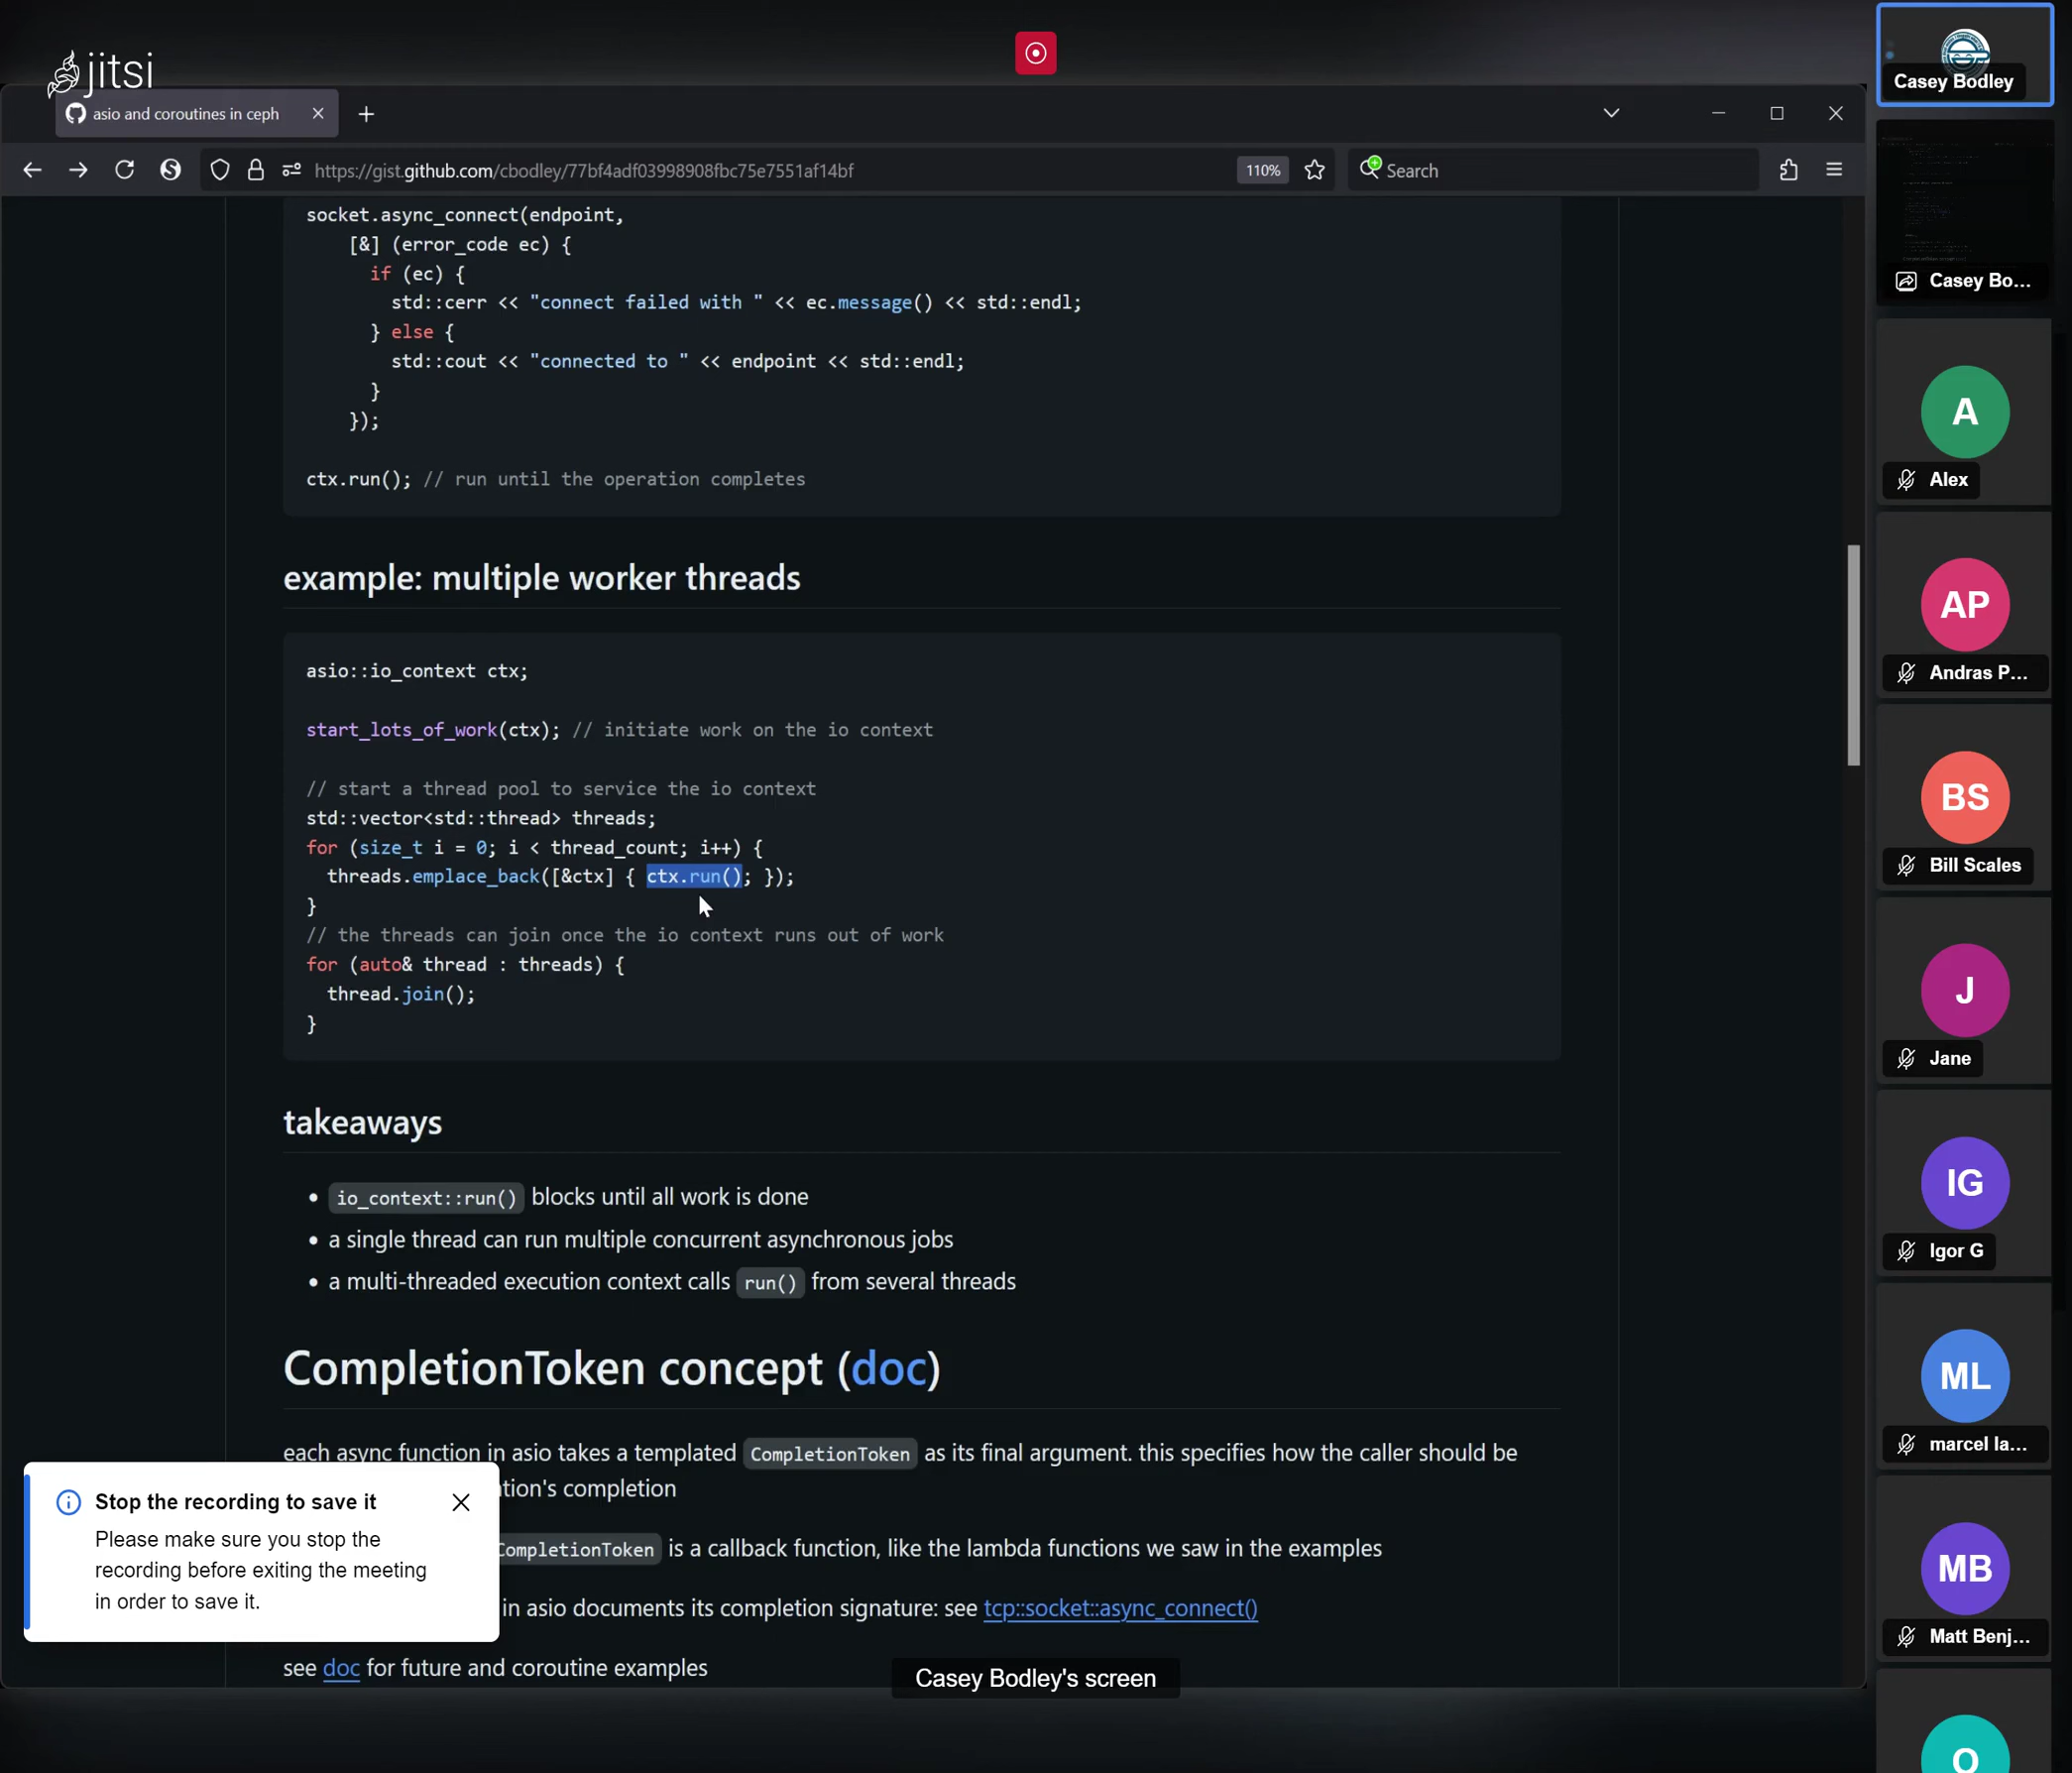 jitsi
asio and coroutines in ceph
https://gist.github.com/cbodley/77bf4adf03998908fbc75e7551af14bf
110%
Search
socket.async_connect(endpoint,
[&] (error_code ec) {
if (ec) {
std::cerr << "connect failed with " << ec.message() << std::endl;
} else {
std::cout << "connected to " << endpoint << std::endl;
}
});
ctx.run(); // run until the operation completes
example: multiple worker threads
asio::io_context ctx;
start_lots_of_work(ctx); // initiate work on the io context
// start a thread pool to service the io context
std::vector<std::thread> threads;
for (size_t i = 0; i < thread_count; i++) {
threads.emplace_back([&ctx] { ctx.run(); });
}
// the threads can join once the io context runs out of work
for (auto& thread : threads) {
thread.join();
}
takeaways
• io_context::run() blocks until all work is done
• a single thread can run multiple concurrent asynchronous jobs
• a multi-threaded execution context calls run() from several threads
CompletionToken concept (doc)
each async function in asio takes a templated CompletionToken as its final argument. this specifies how the caller should be
tion's completion
CompletionToken is a callback function, like the lambda functions we saw in the examples
in asio documents its completion signature: see tcp::socket::async_connect()
see doc for future and coroutine examples
Stop the recording to save it
Please make sure you stop the
recording before exiting the meeting
in order to save it.
Casey Bodley's screen
Casey Bodley
Casey Bo...
A
Alex
AP
Andras P...
BS
Bill Scales
J
Jane
IG
Igor G
ML
marcel la...
MB
Matt Benj...